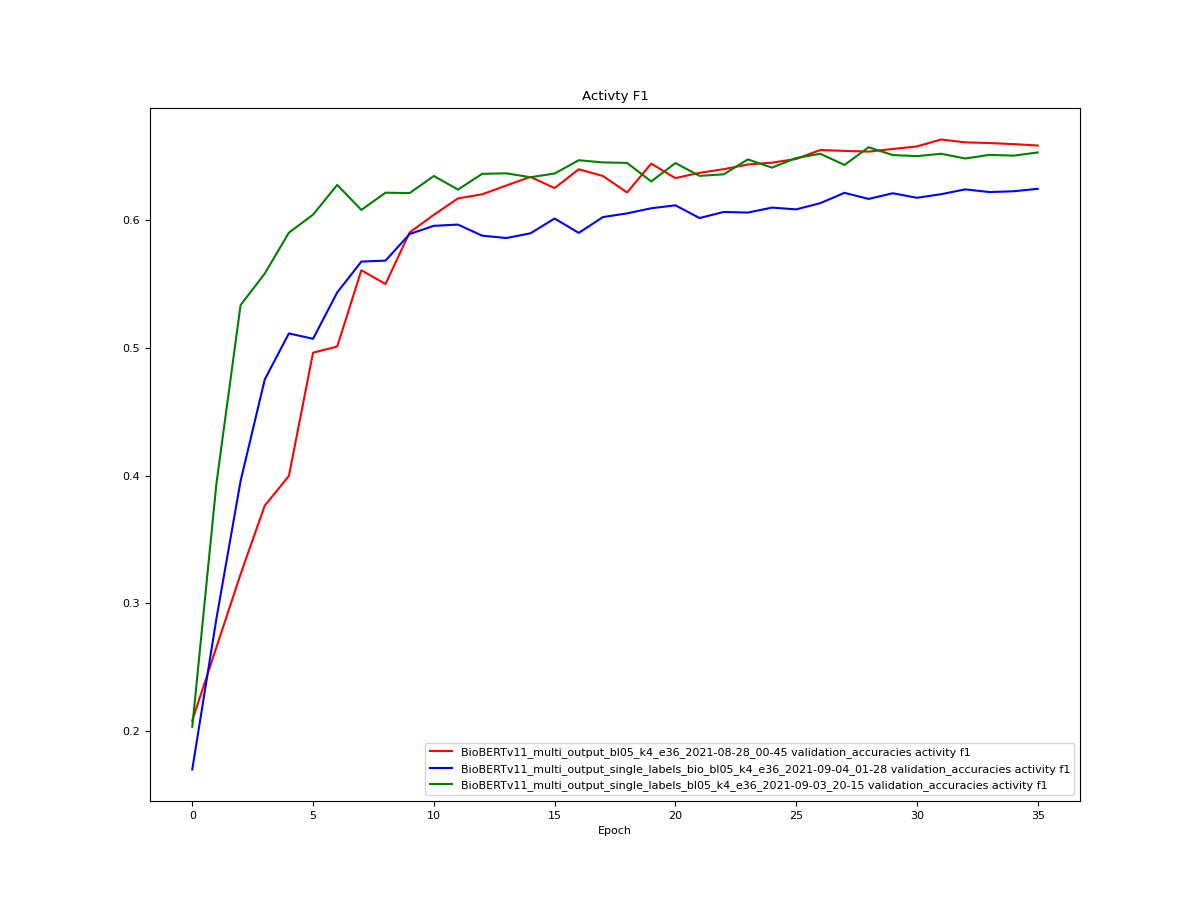 Activty F1
0.6
0.5
0.4
0.3
0.2
BioBERTv11_multi_output_bl05_k4_e36_2021-08-28_00-45 validation_accuracies activity f1
BioBERTv11_multi_output_single_labels_bio_bl05_k4_e36_2021-09-04_01-28 validation_accuracies activity f1
BioBERTv11_multi_output_single_labels_bl05_k4_e36_2021-09-03_20-15 validation_accuracies activity f1
0 5 10 15 20 25 30 35
Epoch